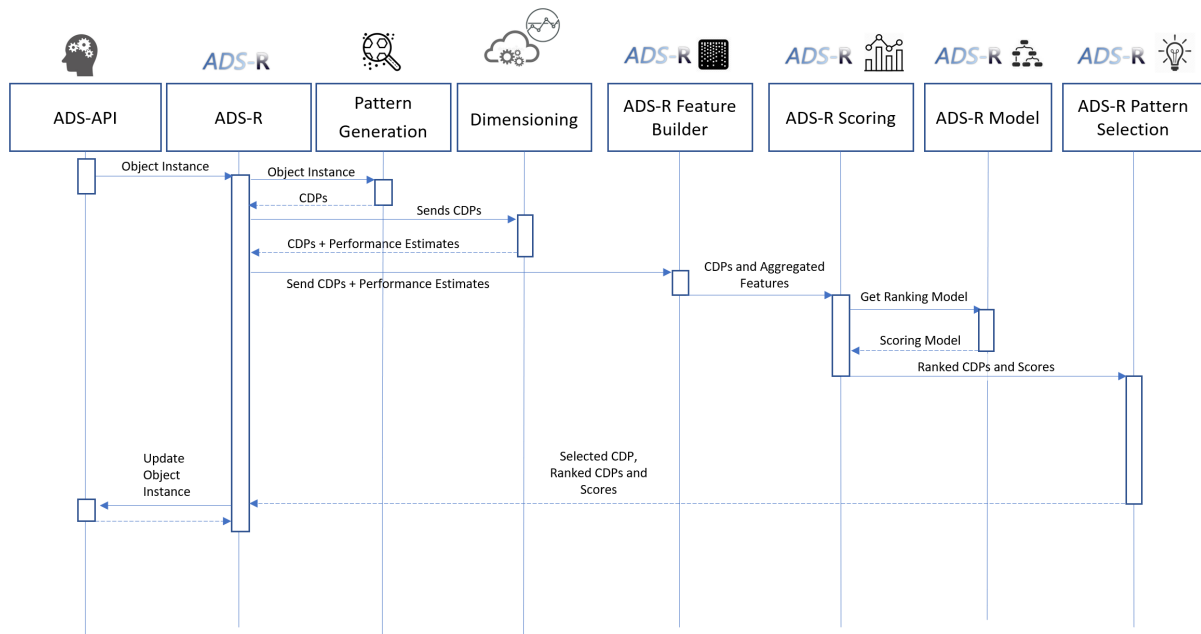 ADS-R
ADS-R
ADS-R
ADS-R
ADS-R
ADS-API
ADS-R
Pattern
Generation
Dimensioning
ADS-R Feature
Builder
ADS-R Scoring
ADS-R Model
ADS-R Pattern
Selection
Object Instance
Object Instance
CDPs
Sends CDPs
CDPs + Performance Estimates
Send CDPs + Performance Estimates
CDPs and Aggregated
Features
Get Ranking Model
Scoring Model
Ranked CDPs and Scores
Selected CDP,
Ranked CDPs and
Scores
Update
Object
Instance